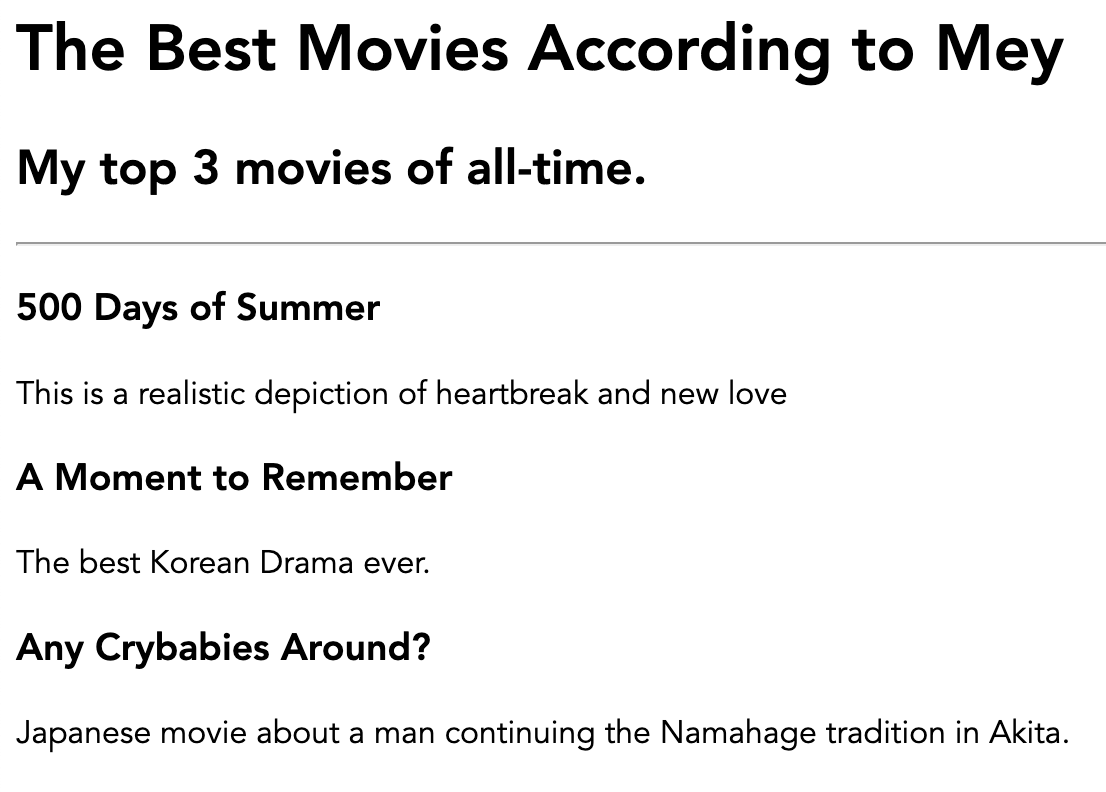 The Best Movies According to Mey
My top 3 movies of all-time.
500 Days of Summer
This is a realistic depiction of heartbreak and new love
A Moment to Remember
The best Korean Drama ever.
Any Crybabies Around?
Japanese movie about a man continuing the Namahage tradition in Akita.